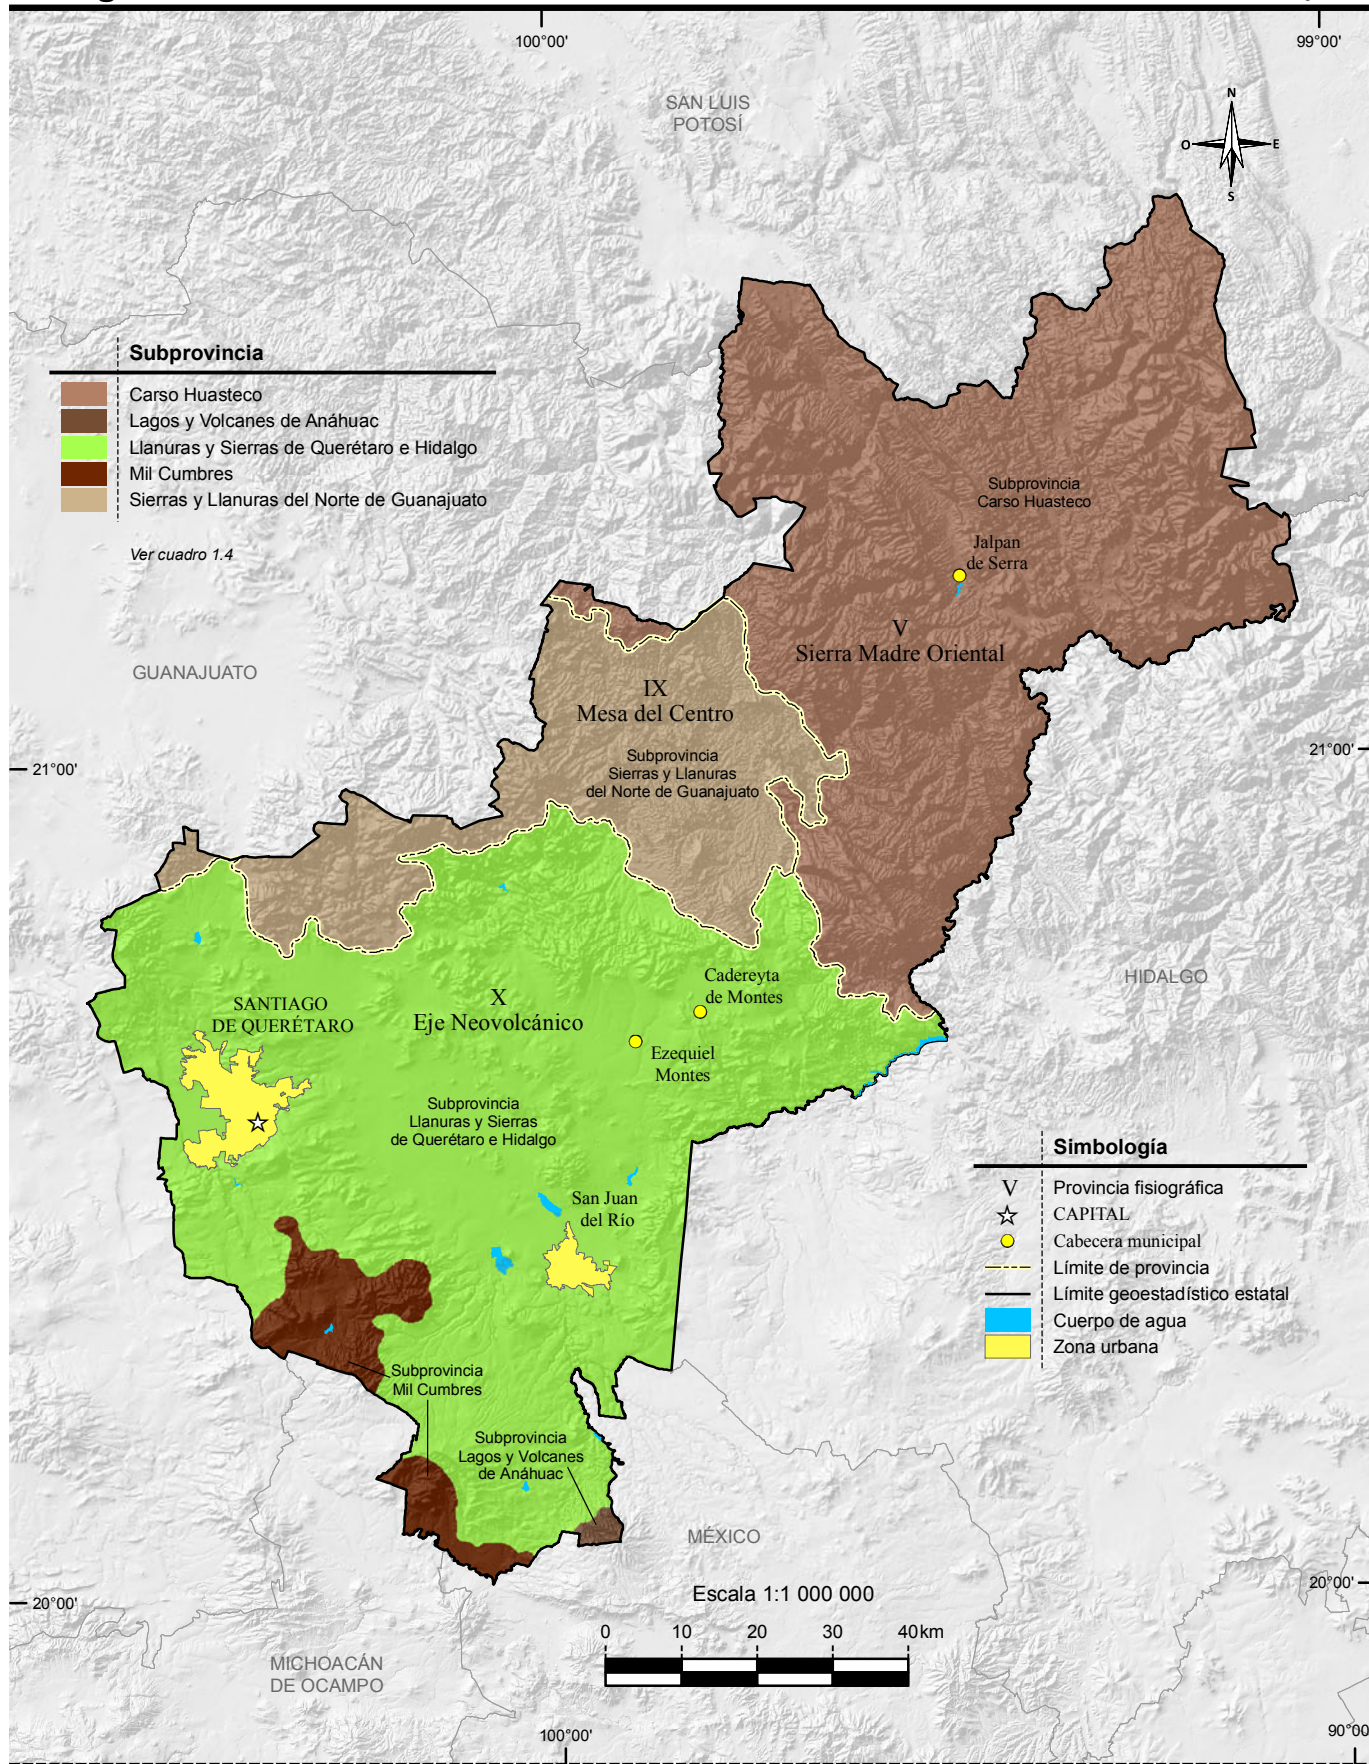 100°00'
99°00'
SAN LUIS
POTOSÍ
N
O
E
S
Subprovincia
Carso Huasteco
Lagos y Volcanes de Anáhuac
Llanuras y Sierras de Querétaro e Hidalgo
Mil Cumbres
Sierras y Llanuras del Norte de Guanajuato
Ver cuadro 1.4
Subprovincia
Carso Huasteco
Jalpan
de Serra
V
Sierra Madre Oriental
GUANAJUATO
IX
Mesa del Centro
Subprovincia
Sierras y Llanuras
del Norte de Guanajuato
21°00'
21°00'
HIDALGO
Cadereyta
de Montes
SANTIAGO
DE QUERÉTARO
X
Eje Neovolcánico
Ezequiel
Montes
Subprovincia
Llanuras y Sierras
de Querétaro e Hidalgo
San Juan
del Río
Simbología
V
Provincia fisiográfica
CAPITAL
Cabecera municipal
Límite de provincia
Límite geoestadístico estatal
Cuerpo de agua
Zona urbana
Subprovincia
Mil Cumbres
Subprovincia
Lagos y Volcanes
de Anáhuac
MÉXICO
20°00'
20°00'
Escala 1:1 000 000
0 10 20 30 40 km
MICHOACÁN
DE OCAMPO
100°00'
90°00'